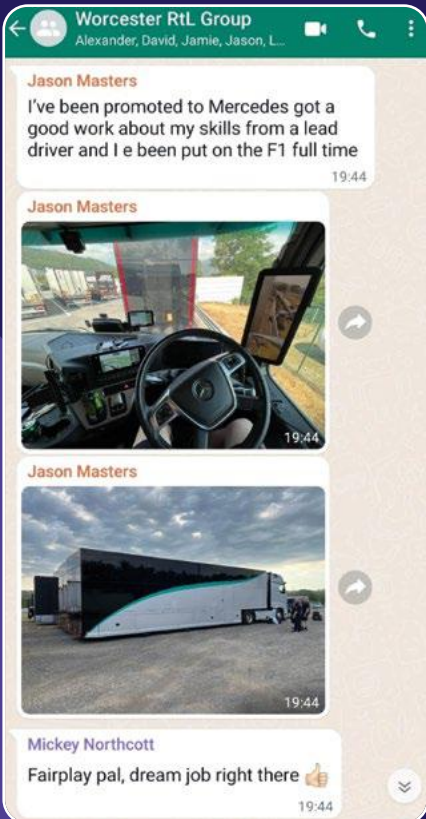 Worcester RtL Group
Alexander, David, Jamie, Jason, L...
Jason Masters
I've been promoted to Mercedes got a
good work about my skills from a lead
driver and I e been put on the F1 full time
19:44
Jason Masters
19:44
Jason Masters
19:44
Mickey Northcott
Fairplay pal, dream job right there 👍🏻
19:44